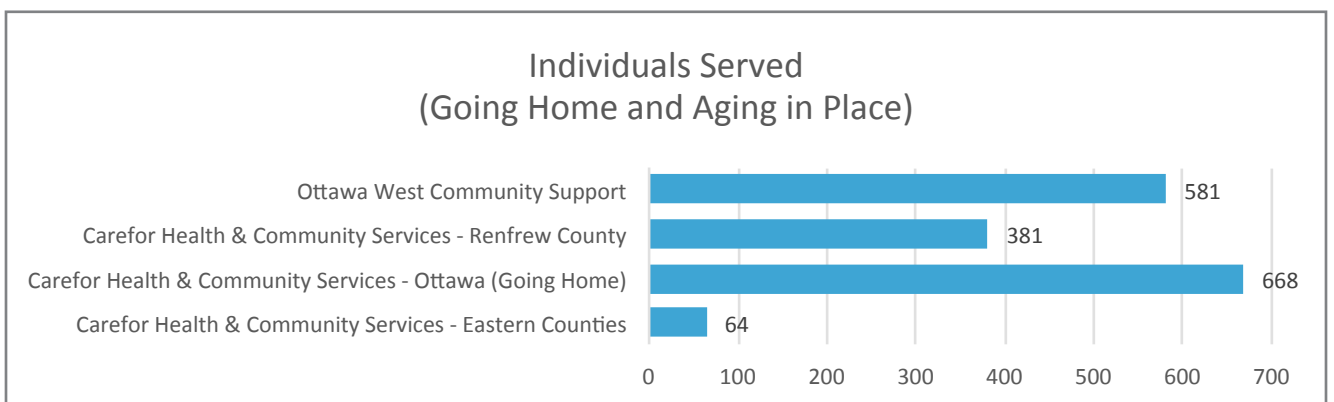 Individuals Served
(Going Home and Aging in Place)
Ottawa West Community Support 581
Carefor Health & Community Services - Renfrew County 381
Carefor Health & Community Services - Ottawa (Going Home) 668
Carefor Health & Community Services - Eastern Counties 64
0 100 200 300 400 500 600 700